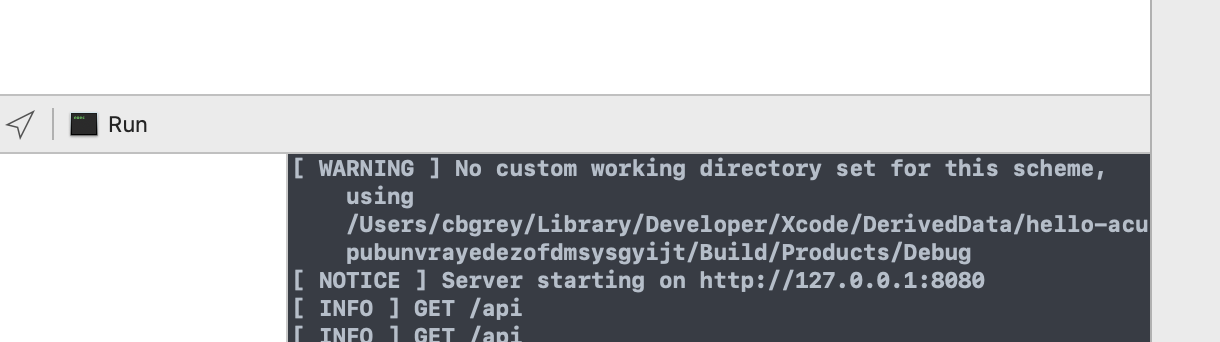 Run
[ WARNING ] No custom working directory set for this scheme,
using
/Users/cbgrey/Library/Developer/Xcode/DerivedData/hello-acu
pubunvrayedezofdmsysgyijt/Build/Products/Debug
[ NOTICE ] Server starting on http://127.0.0.1:8080
[ INFO ] GET /api
[ INFO ] GET /api